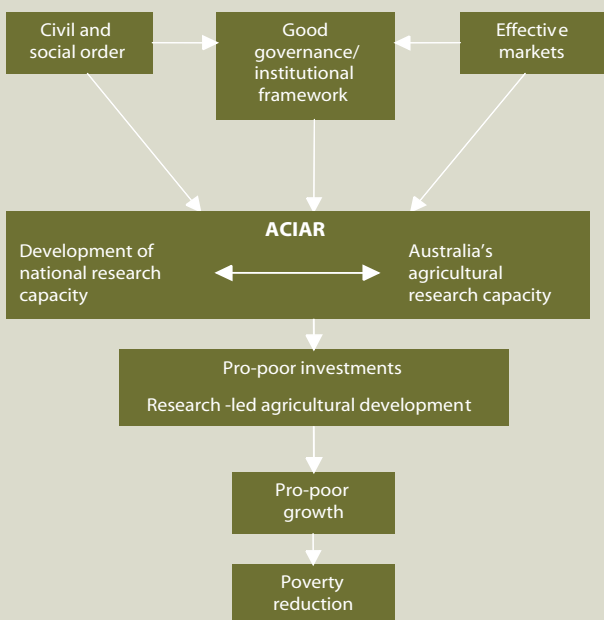 Civil and
social order
Good
governance/
institutional
framework
Effective
markets
ACIAR
Development of
national research
capacity
Australia's
agricultural
research capacity
Pro-poor investments
Research -led agricultural development
Pro-poor
growth
Poverty
reduction